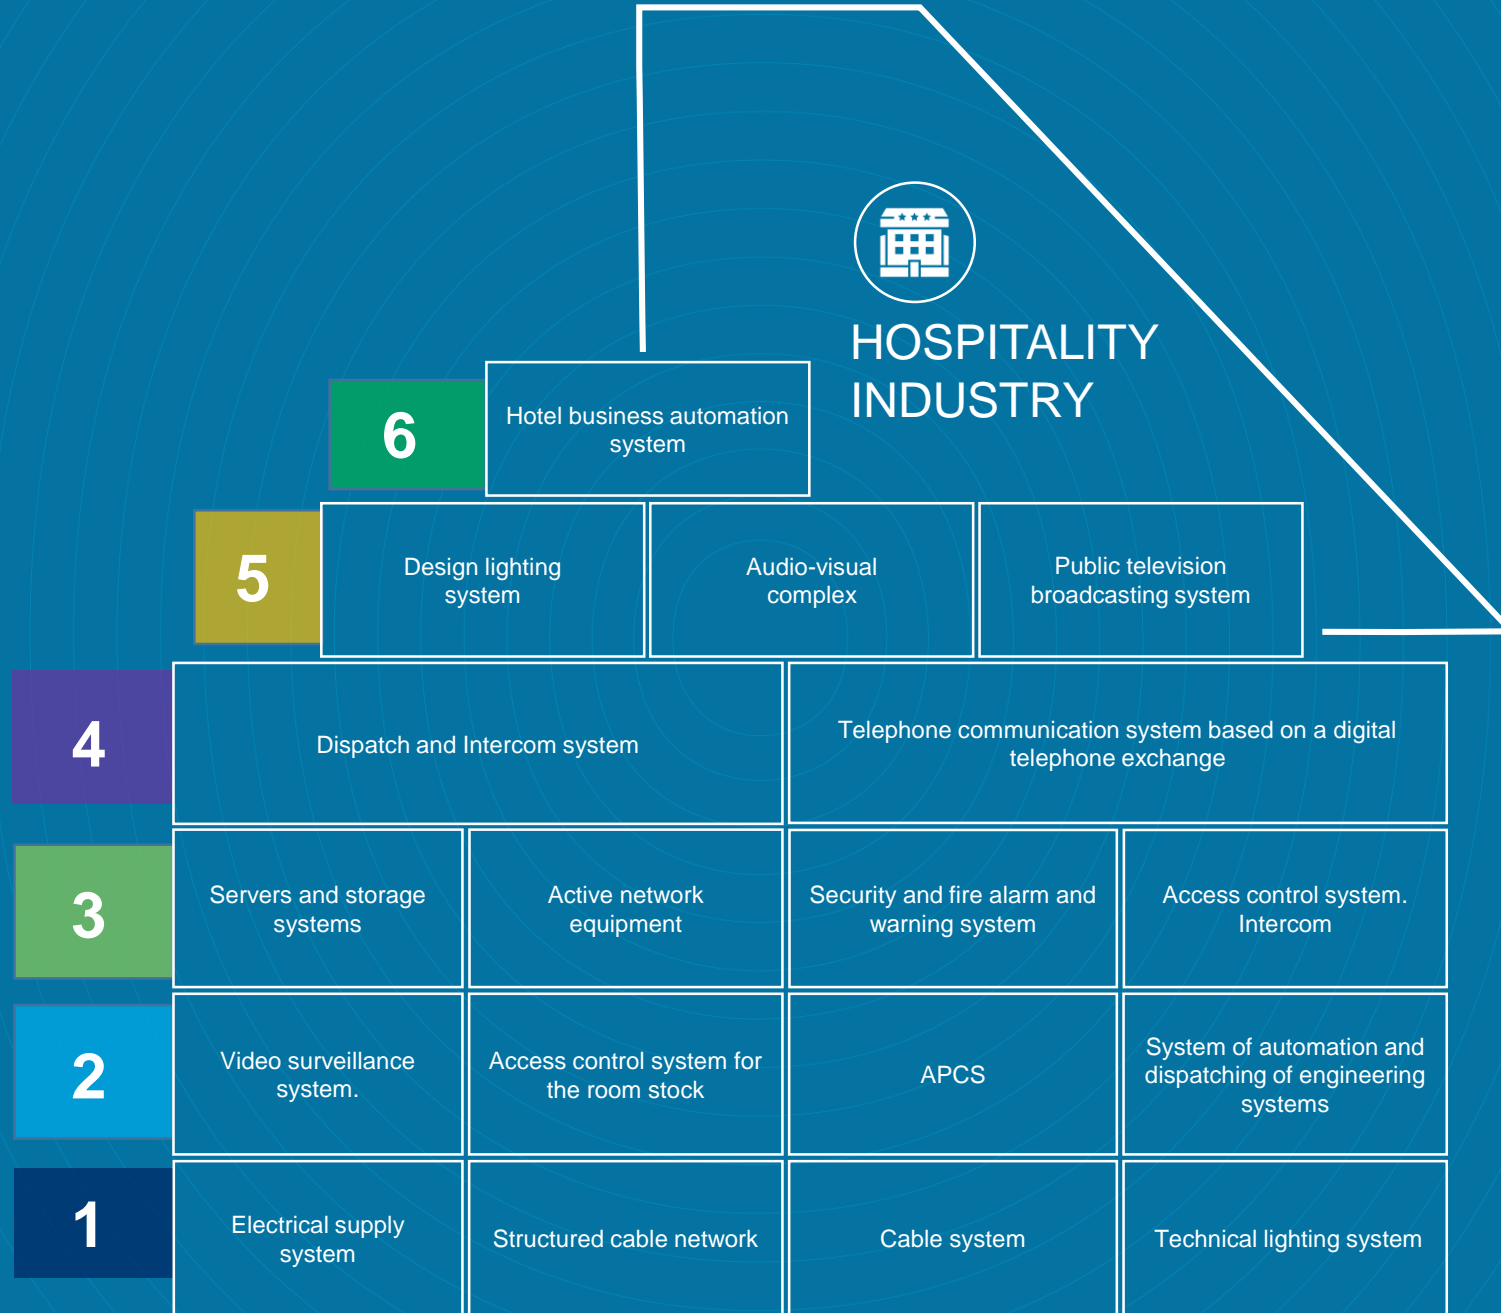 HOSPITALITY
INDUSTRY
6
Hotel business automation
system
5
Design lighting
system
Audio-visual
complex
Public television
broadcasting system
4
Dispatch and Intercom system
Telephone communication system based on a digital
telephone exchange
3
Servers and storage
systems
Active network
equipment
Security and fire alarm and
warning system
Access control system.
Intercom
2
Video surveillance
system.
Access control system for
the room stock
APCS
System of automation and
dispatching of engineering
systems
1
Electrical supply
system
Structured cable network
Cable system
Technical lighting system